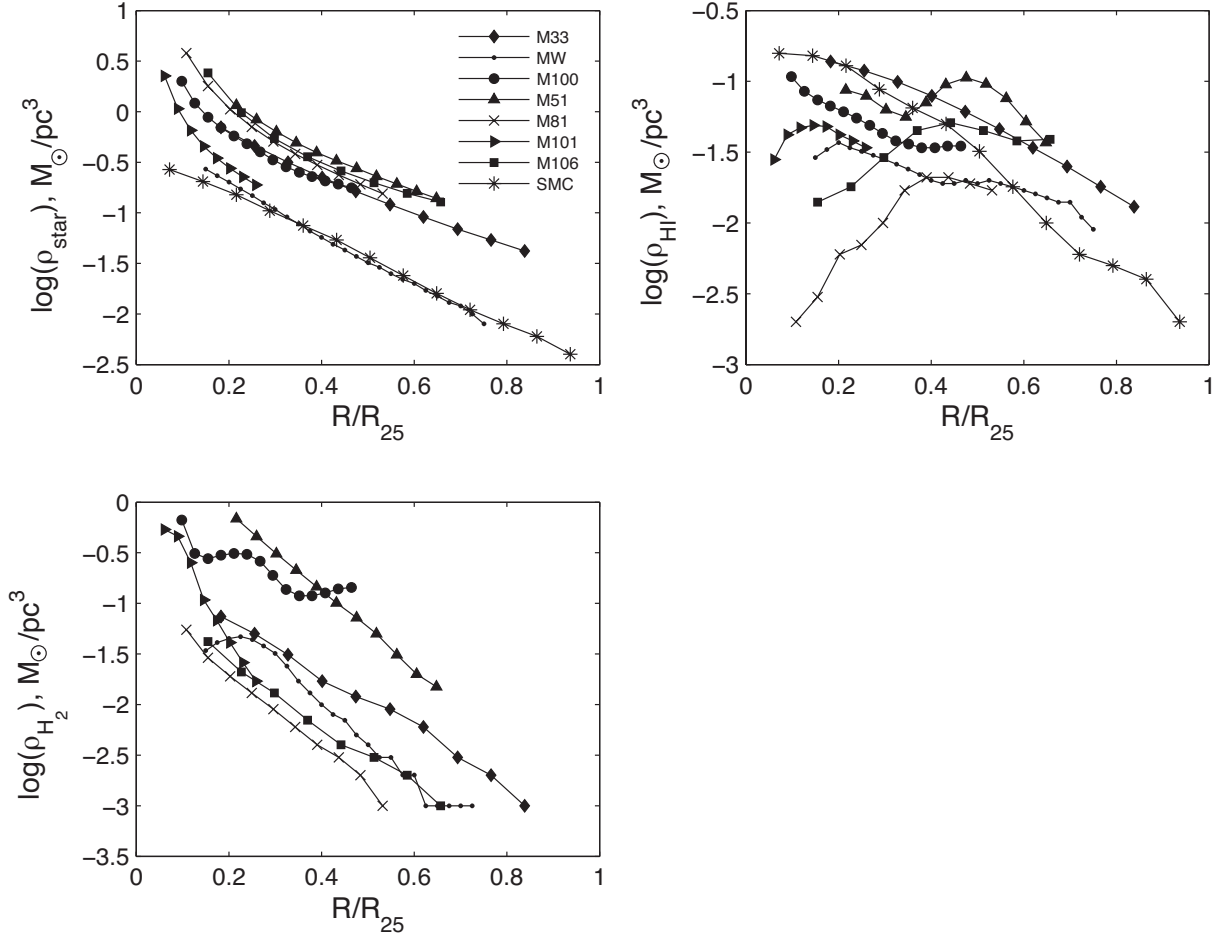 1
0.5
0
−0.5
−1
−1.5
−2
−2.5
log(ρstar), M⊙/pc³
0 0.2 0.4 0.6 0.8 1
R/R25
M33
MW
M100
M51
M81
M101
M106
SMC
−0.5
−1
−1.5
−2
−2.5
−3
log(ρHI), M⊙/pc³
0 0.2 0.4 0.6 0.8 1
R/R25
0
−0.5
−1
−1.5
−2
−2.5
−3
−3.5
log(ρH2), M⊙/pc³
0 0.2 0.4 0.6 0.8 1
R/R25